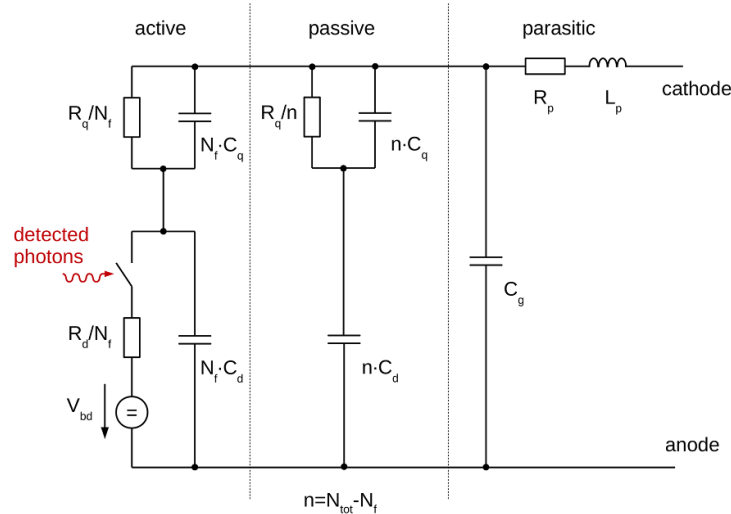 active
passive
parasitic
cathode
R_q/N_f
N_f·C_q
R_q/n
n·C_q
R_p
L_p
detected
photons
C_g
R_d/N_f
N_f·C_d
n·C_d
V_bd
=
anode
n=N_tot-N_f